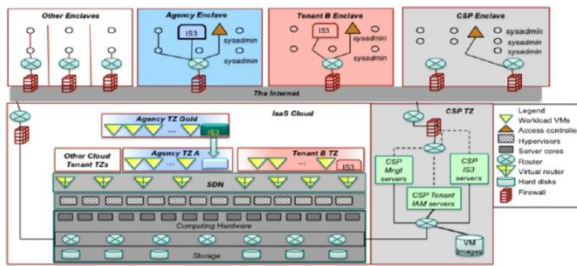 Other Enclaves
Agency Enclave
Tenant B Enclave
CSP Enclave
IS3
sysadmin
sysadmin
IS3
sysadmin
sysadmin
sysadmin
sysadmin
sysadmin
The Internet
IaaS Cloud
CSP TZ
Agency TZ Gold
...
IS3
Other Cloud
Tenant TZs
Agency TZ A
...
Tenant B TZ
...
IS3
SDN
Computing Hardware
Storage
CSP
Mngt
servers
CSP
IS3
servers
CSP Tenant
IAM servers
VM
Images
Legend
Workload VMs
Access controller
Hypervisors
Server cores
Router
Virtual router
Hard disks
Firewall